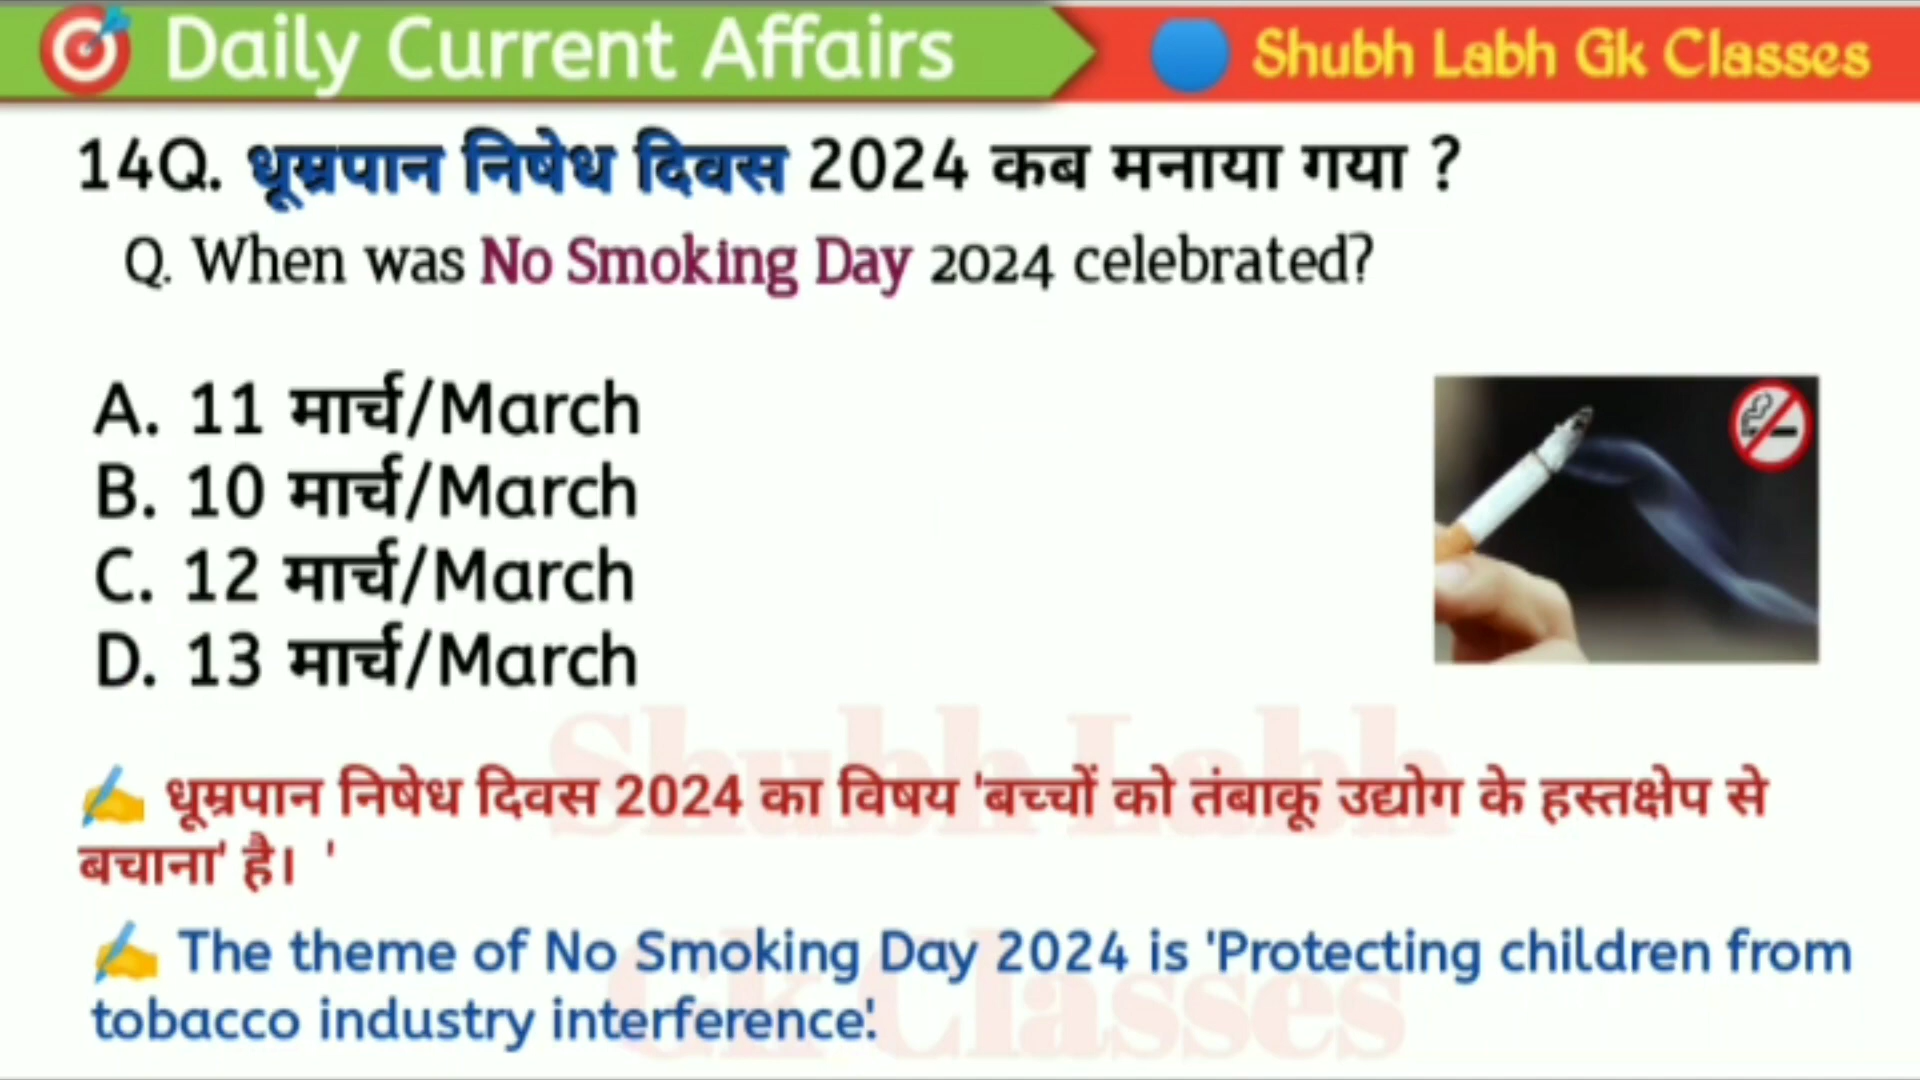 Daily Current Affairs
Shubh Labh Gk Classes
14Q. धूम्रपान निषेध दिवस 2024 कब मनाया गया ?
Q. When was No Smoking Day 2024 celebrated?
A. 11 मार्च/March
B. 10 मार्च/March
C. 12 मार्च/March
D. 13 मार्च/March
✍️ धूम्रपान निषेध दिवस 2024 का विषय 'बच्चों को तंबाकू उद्योग के हस्तक्षेप से
बचाना' है। '
✍️ The theme of No Smoking Day 2024 is 'Protecting children from
tobacco industry interference'.
Shubh Labh
Gk Classes